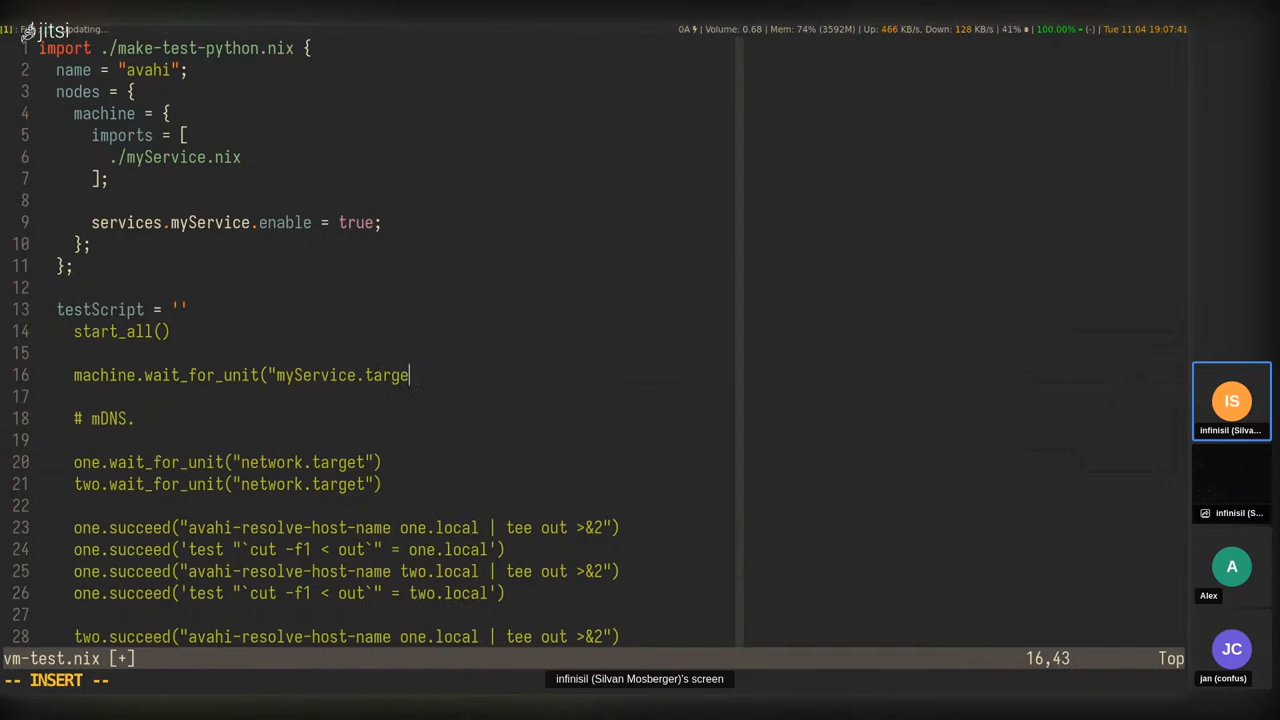 [1]
jitsi
pdating...
0A | Volume: 0.68 | Mem: 74% (3592M) | Up: 466 KB/s, Down: 128 KB/s | 41% | 100.00% = (-) | Tue 11.04 19:07:41
1 import ./make-test-python.nix {
2 name = "avahi";
3 nodes = {
4 machine = {
5 imports = [
6 ./myService.nix
7 ];
8
9 services.myService.enable = true;
10 };
11 };
12
13 testScript = ''
14 start_all()
15
16 machine.wait_for_unit("myService.targe
17
18 # mDNS.
19
20 one.wait_for_unit("network.target")
21 two.wait_for_unit("network.target")
22
23 one.succeed("avahi-resolve-host-name one.local | tee out >&2")
24 one.succeed('test "`cut -f1 < out`" = one.local')
25 one.succeed("avahi-resolve-host-name two.local | tee out >&2")
26 one.succeed('test "`cut -f1 < out`" = two.local')
27
28 two.succeed("avahi-resolve-host-name one.local | tee out >&2")
vm-test.nix [+] 16,43 Top
-- INSERT --
infinisil (Silvan Mosberger)'s screen
IS
infinisil (Silva...
infinisil (S...
A
Alex
JC
jan (confus)